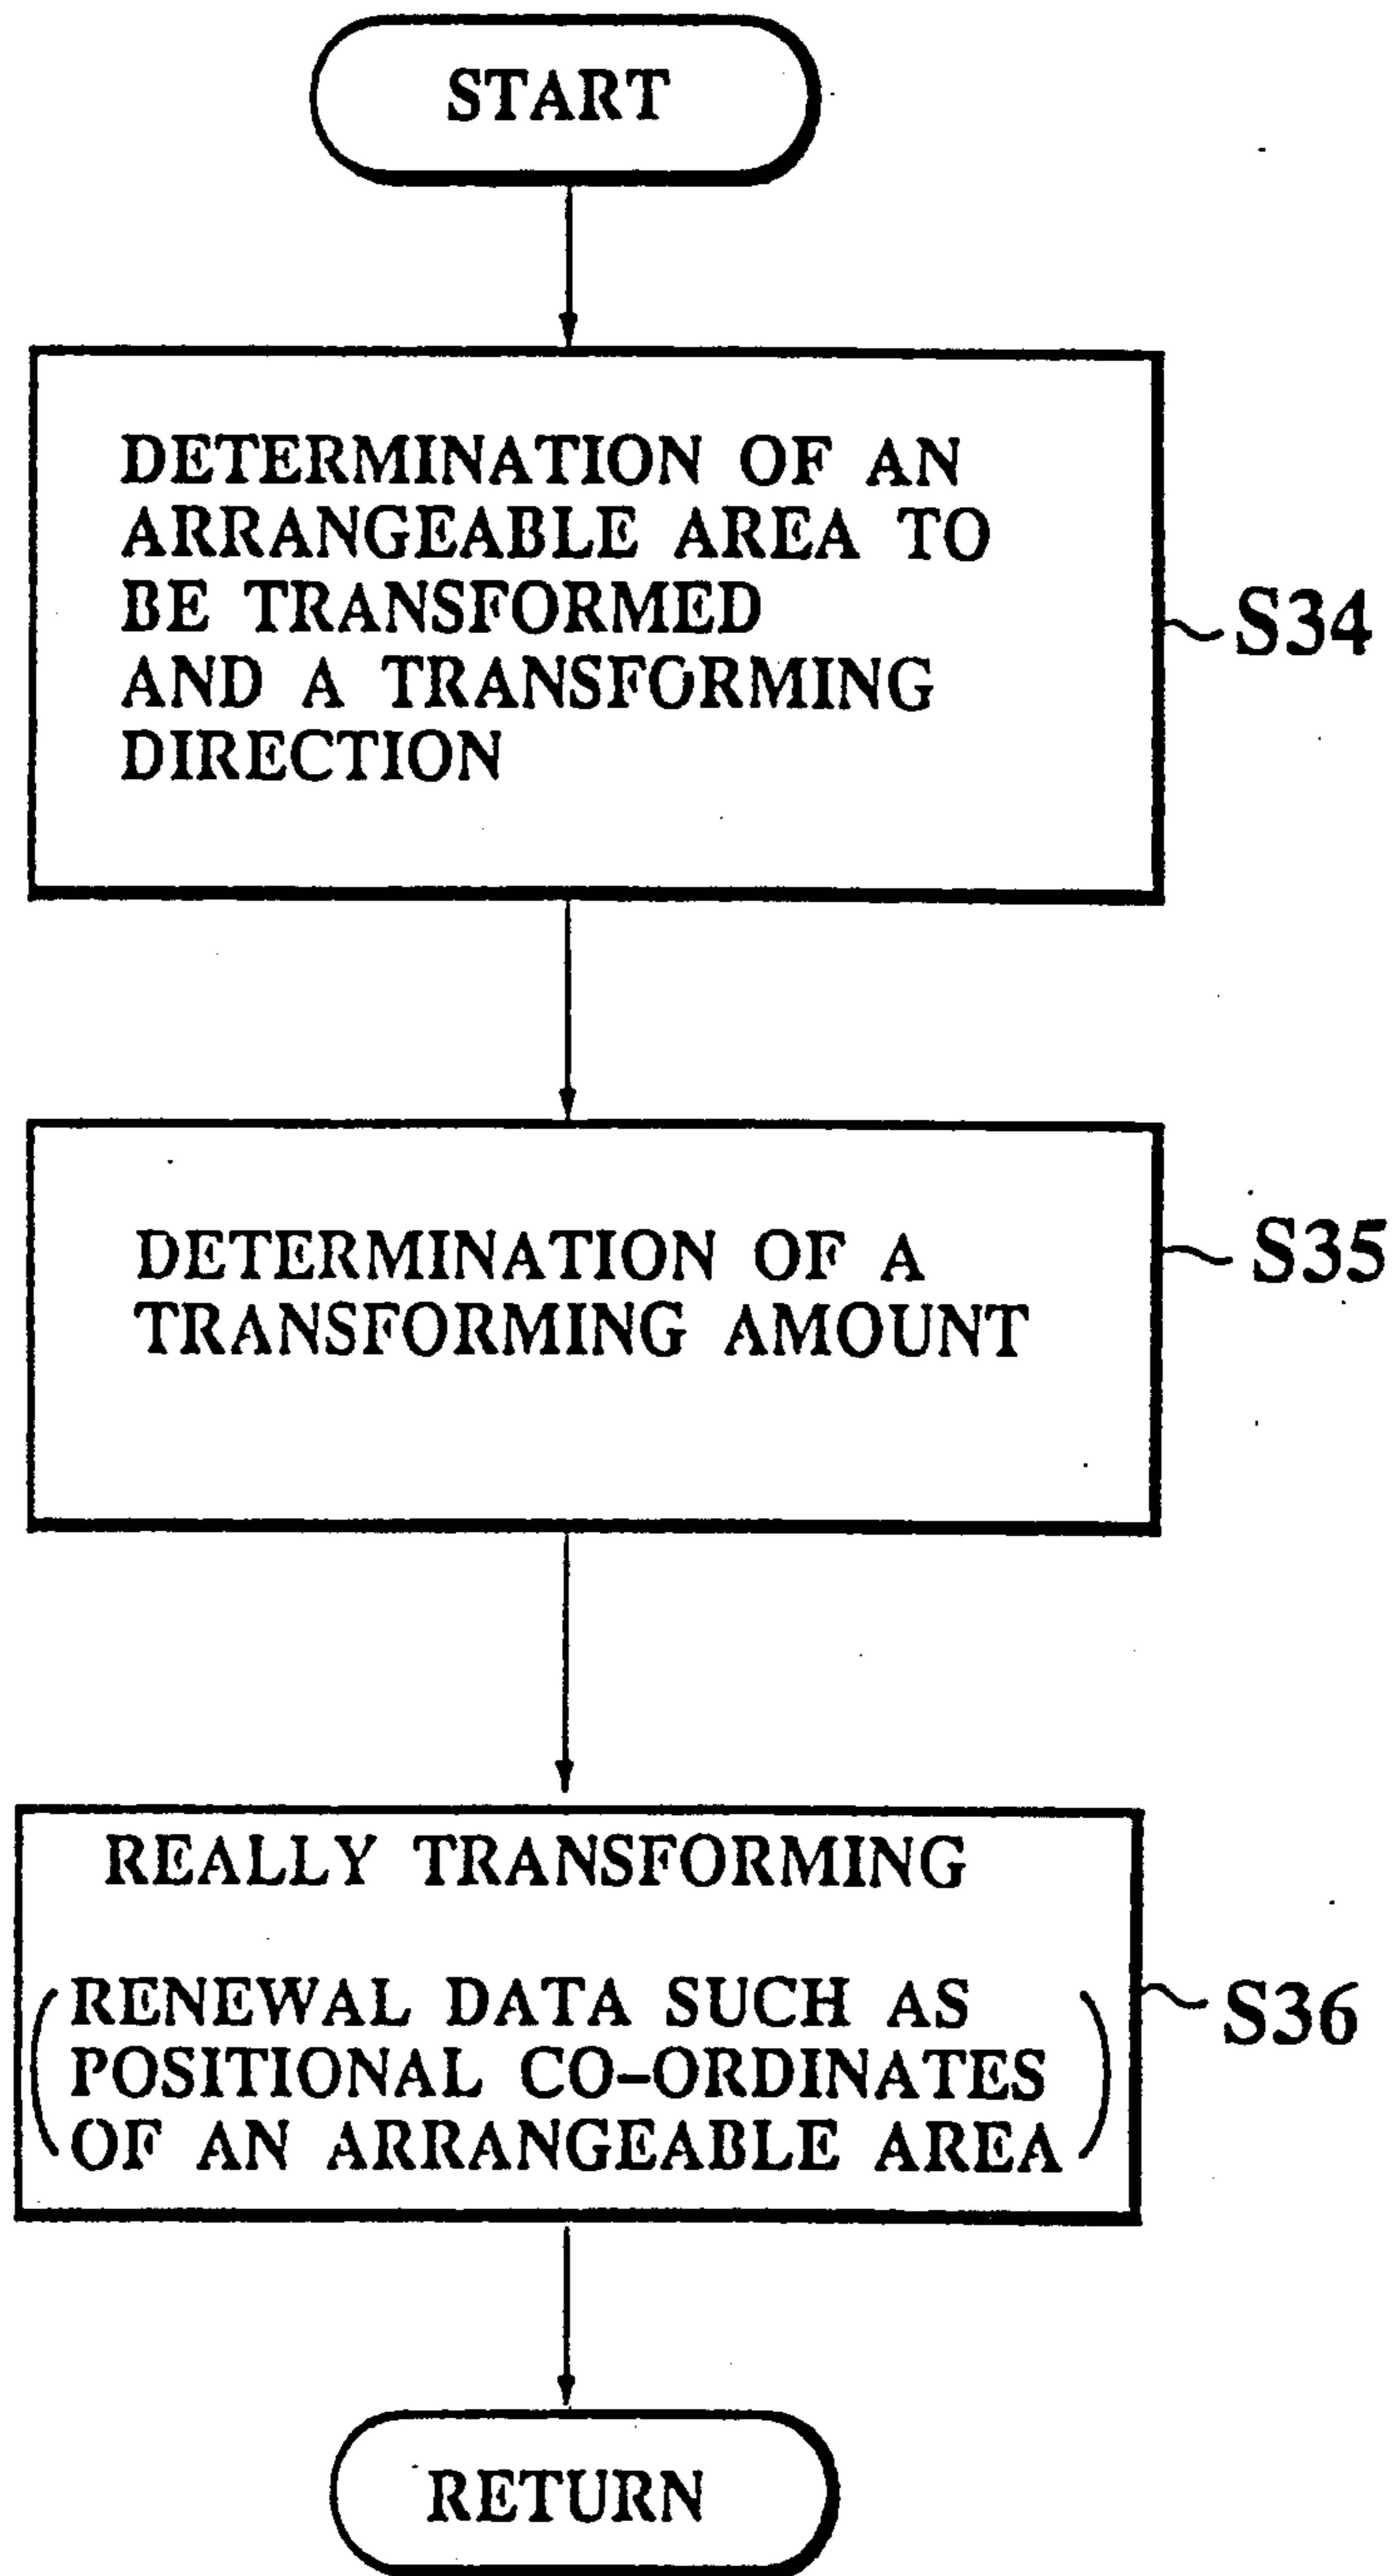 START
DETERMINATION OF AN
ARRANGEABLE AREA TO
BE TRANSFORMED
AND A TRANSFORMING
DIRECTION
S34
DETERMINATION OF A
TRANSFORMING AMOUNT
S35
REALLY TRANSFORMING
(RENEWAL DATA SUCH AS
POSITIONAL CO-ORDINATES
OF AN ARRANGEABLE AREA)
S36
RETURN